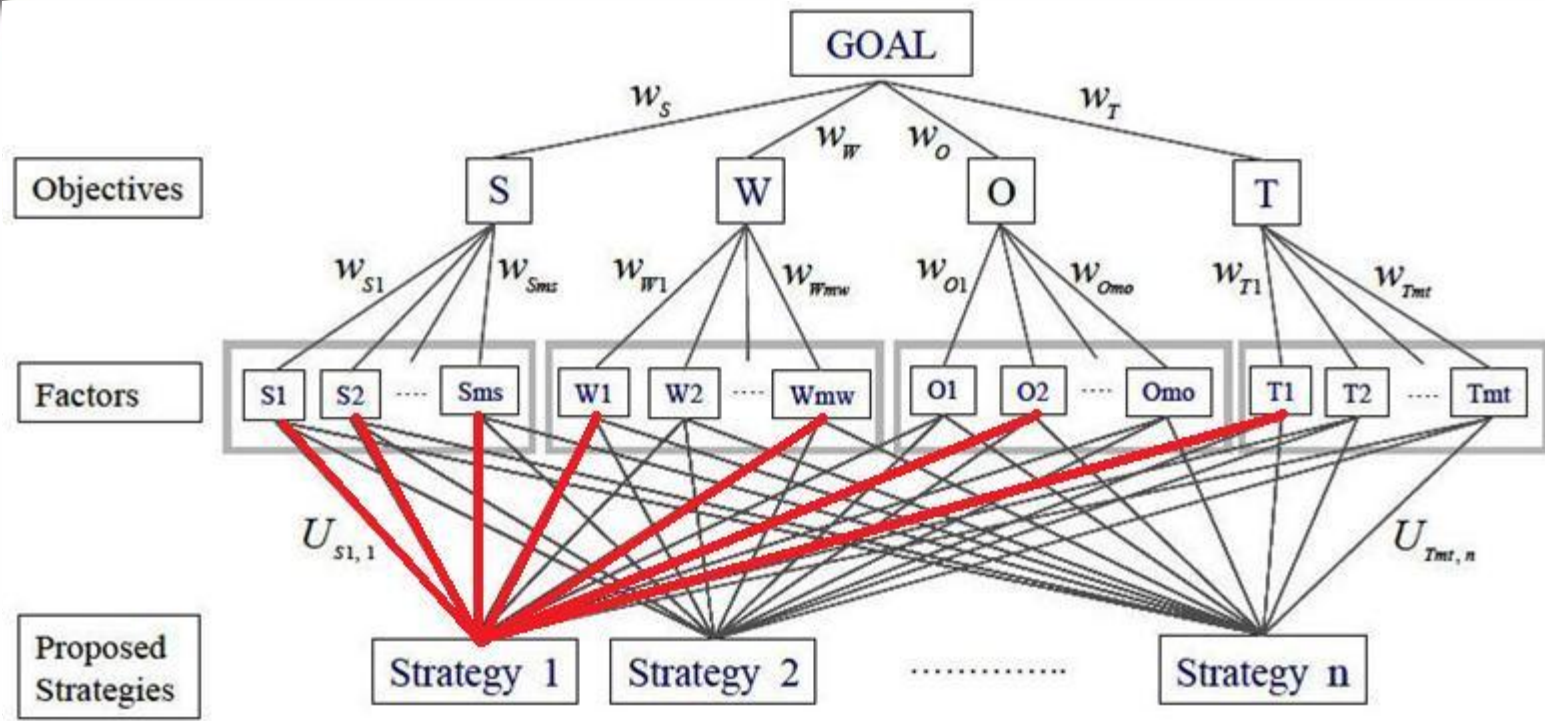 GOAL
w_S w_W w_O w_T
Objectives S W O T
w_S1 w_Sms w_W1 w_Wmw w_O1 w_Omo w_T1 w_Tmt
Factors S1 S2 .... Sms W1 W2 ..... Wmw O1 O2 .... Omo T1 T2 .... Tmt
U_S1, 1 U_Tmt, n
Proposed
Strategies Strategy 1 Strategy 2 .............. Strategy n